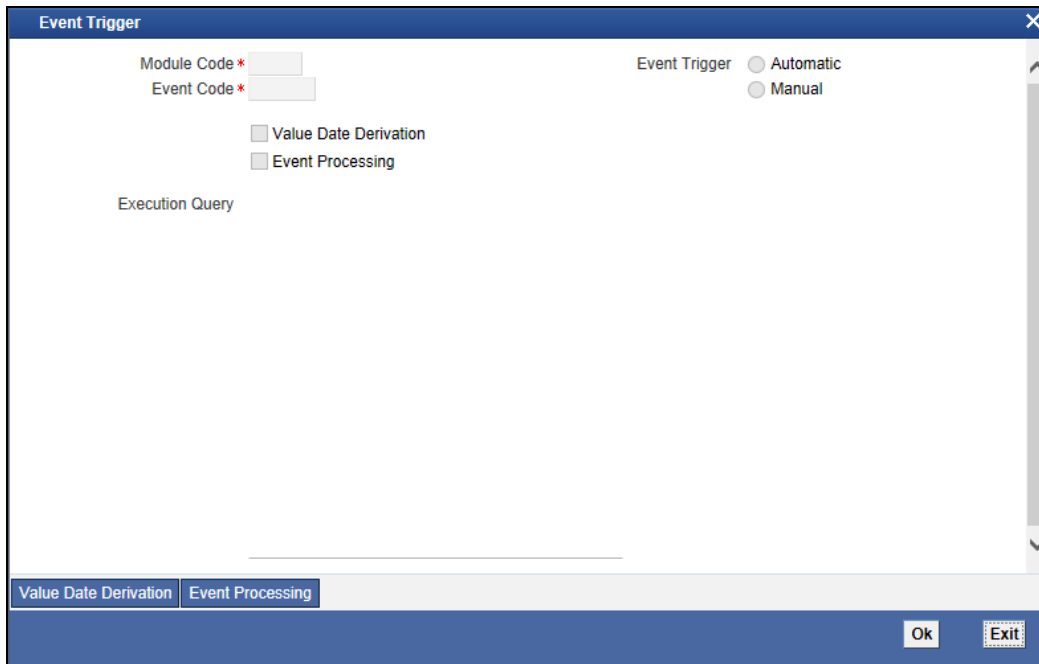 Event Trigger
Module Code *
Event Trigger Automatic
Event Code *
Manual
Value Date Derivation
Event Processing
Execution Query
Value Date Derivation Event Processing
Ok Exit